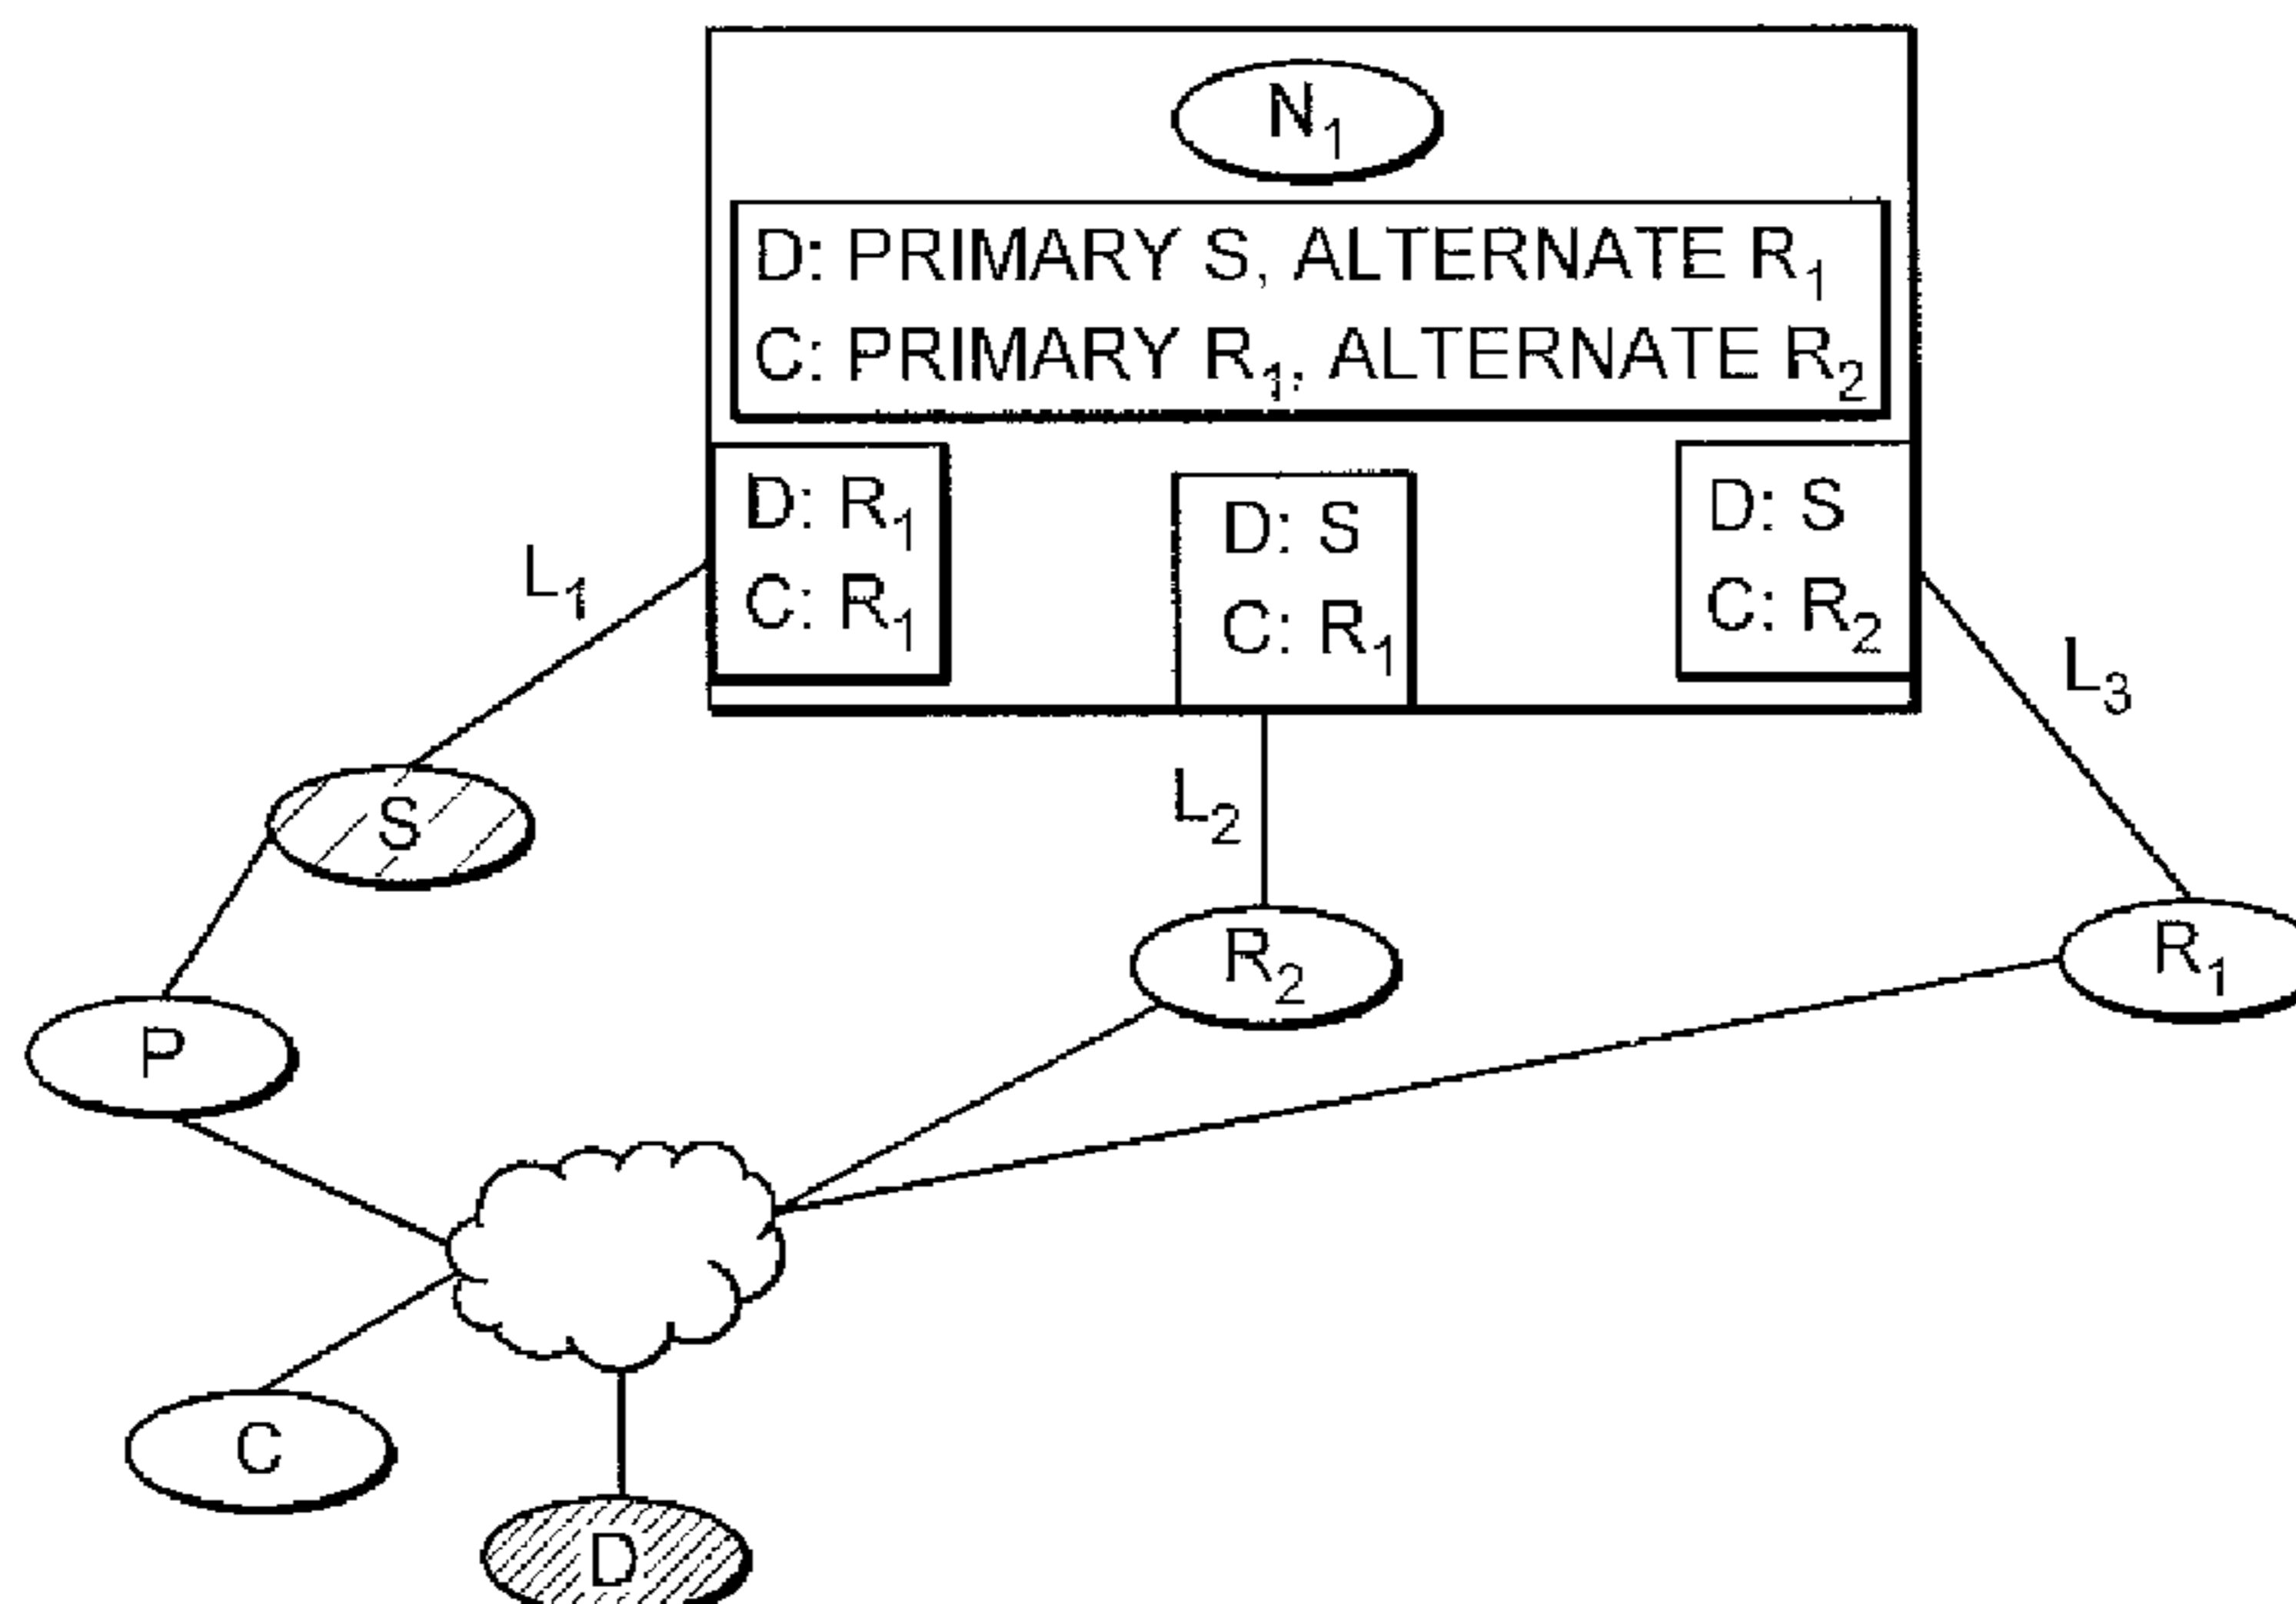 N₁
D: PRIMARY S, ALTERNATE R₁
C: PRIMARY R₁, ALTERNATE R₂
D: R₁
C: R₁
D: S
C: R₁
D: S
C: R₂
L₁
L₂
L₃
S
R₂
R₁
P
C
D